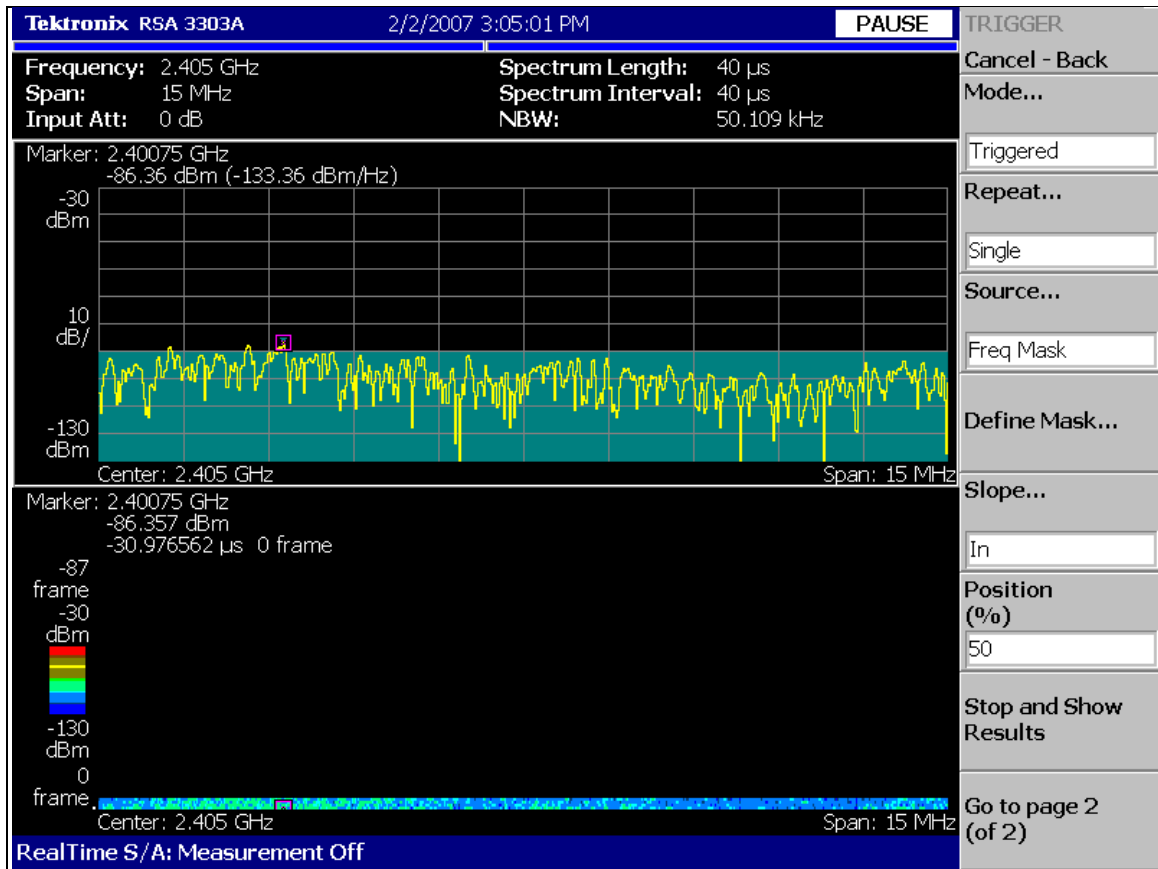 Tektronix RSA 3303A 2/2/2007 3:05:01 PM PAUSE
Frequency: 2.405 GHz Spectrum Length: 40 µs
Span: 15 MHz Spectrum Interval: 40 µs
Input Att: 0 dB NBW: 50.109 kHz
Marker: 2.40075 GHz
-86.36 dBm (-133.36 dBm/Hz)
-30
dBm
10
dB/
-130
dBm
Center: 2.405 GHz Span: 15 MHz
Marker: 2.40075 GHz
-86.357 dBm
-30.976562 µs 0 frame
-87
frame
-30
dBm
-130
dBm
0
frame
Center: 2.405 GHz Span: 15 MHz
RealTime S/A: Measurement Off
TRIGGER
Cancel - Back
Mode...
Triggered
Repeat...
Single
Source...
Freq Mask
Define Mask...
Slope...
In
Position
(%)
50
Stop and Show
Results
Go to page 2
(of 2)